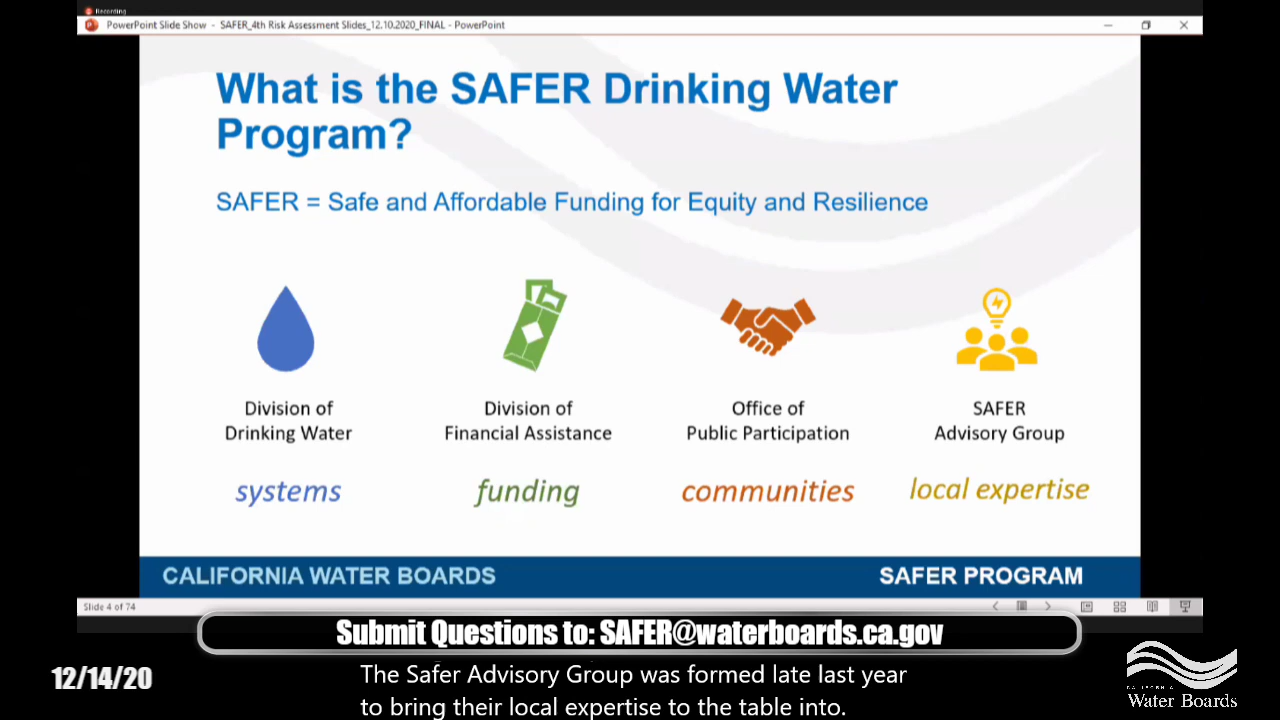 Recording
PowerPoint Slide Show - SAFER_4th Risk Assessment Slides_12.10.2020_FINAL - PowerPoint
What is the SAFER Drinking Water
Program?
SAFER = Safe and Affordable Funding for Equity and Resilience
Division of
Drinking Water
systems
Division of
Financial Assistance
funding
Office of
Public Participation
communities
SAFER
Advisory Group
local expertise
CALIFORNIA WATER BOARDS
SAFER PROGRAM
Slide 4 of 74
Submit Questions to: SAFER@waterboards.ca.gov
12/14/20
The Safer Advisory Group was formed late last year
to bring their local expertise to the table into.
CALIFORNIA
Water Boards